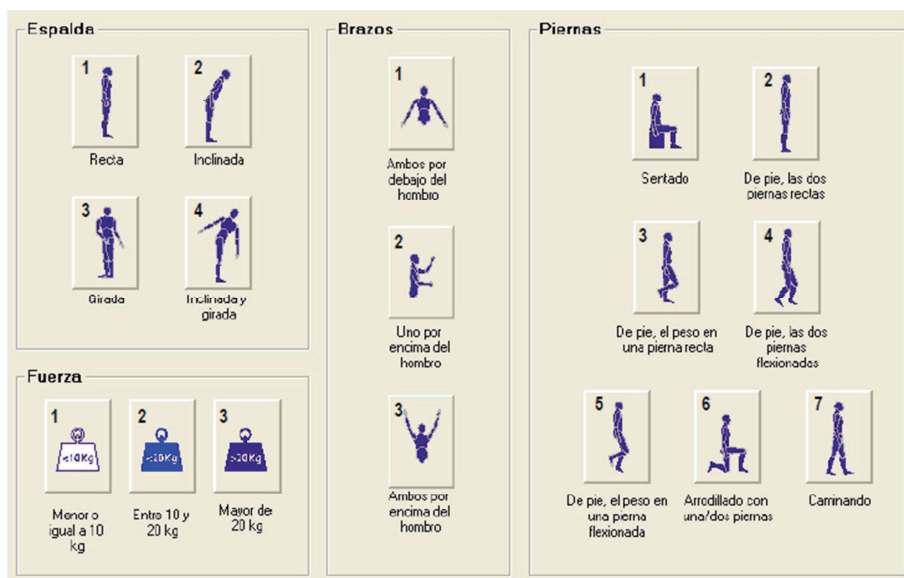 Espalda
1
2
Recta
Inclinada
3
4
Girada
Inclinada y
girada
Fuerza
1
2
3
<10Kg
<20Kg
>20Kg
Menor o
igual a 10
kg
Entre 10 y
20 kg
Mayor de
20 kg
Brazos
1
Ambos por
debajo del
hombro
2
Uno por
encima del
hombro
3
Ambos por
encima del
hombro
Piernas
1
2
Sentado
De pie, las dos
piernas rectas
3
4
De pie, el peso en
una pierna recta
De pie, las dos
piernas
flexionadas
5
6
7
De pie, el peso en
una pierna
flexionada
Arrodillado con
una/dos piernas
Caminando